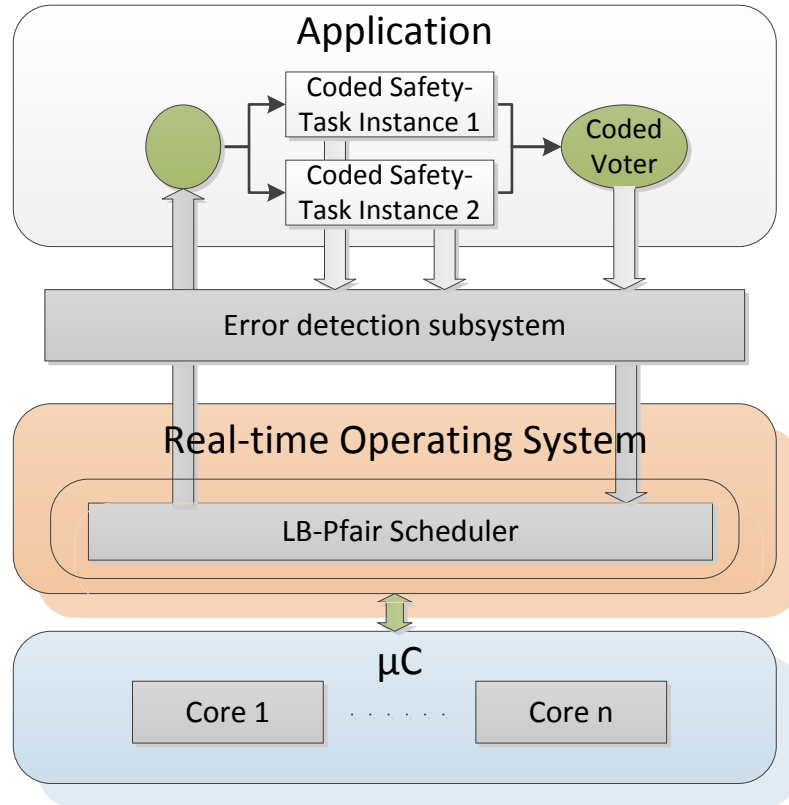 Application
Coded Safety-
Task Instance 1
Coded Safety-
Task Instance 2
Coded
Voter
Error detection subsystem
Real-time Operating System
LB-Pfair Scheduler
µC
Core 1
. . . . . .
Core n